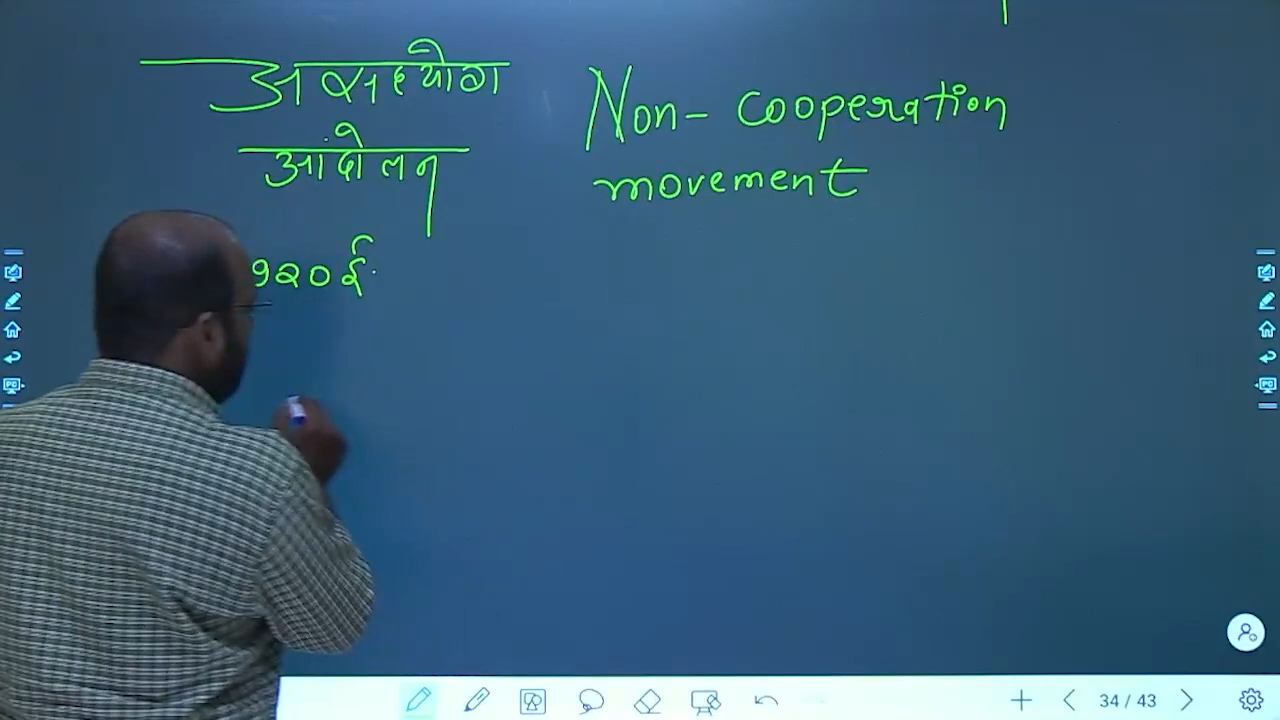 असहयोग
आंदोलन
920ई.
Non-cooperation
movement
34 / 43